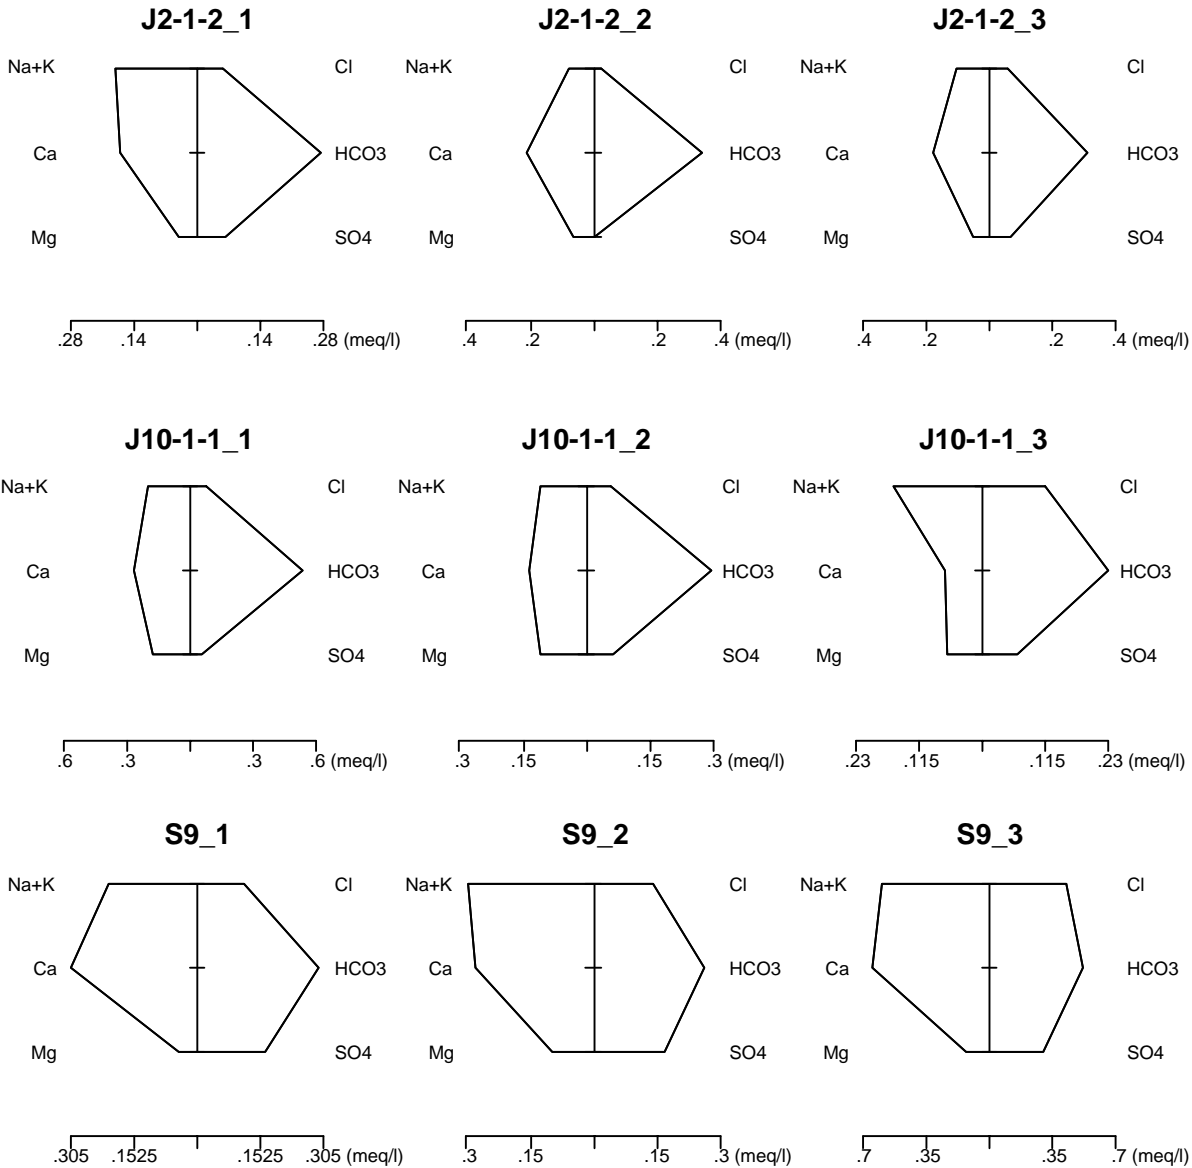 J2-1-2_1 J2-1-2_2 J2-1-2_3
Na+K Cl Na+K Cl Na+K Cl
Ca HCO3 Ca HCO3 Ca HCO3
Mg SO4 Mg SO4 Mg SO4
.28 .14 .14 .28 (meq/l) .4 .2 .2 .4 (meq/l) .4 .2 .2 .4 (meq/l)
J10-1-1_1 J10-1-1_2 J10-1-1_3
Na+K Cl Na+K Cl Na+K Cl
Ca HCO3 Ca HCO3 Ca HCO3
Mg SO4 Mg SO4 Mg SO4
.6 .3 .3 .6 (meq/l) .3 .15 .15 .3 (meq/l) .23 .115 .115 .23 (meq/l)
S9_1 S9_2 S9_3
Na+K Cl Na+K Cl Na+K Cl
Ca HCO3 Ca HCO3 Ca HCO3
Mg SO4 Mg SO4 Mg SO4
.305 .1525 .1525 .305 (meq/l) .3 .15 .15 .3 (meq/l) .7 .35 .35 .7 (meq/l)